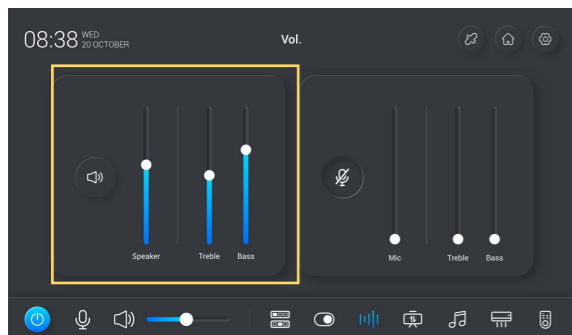 08:38 WED
20 OCTOBER
Vol.
Speaker Treble Bass
Mic Treble Bass